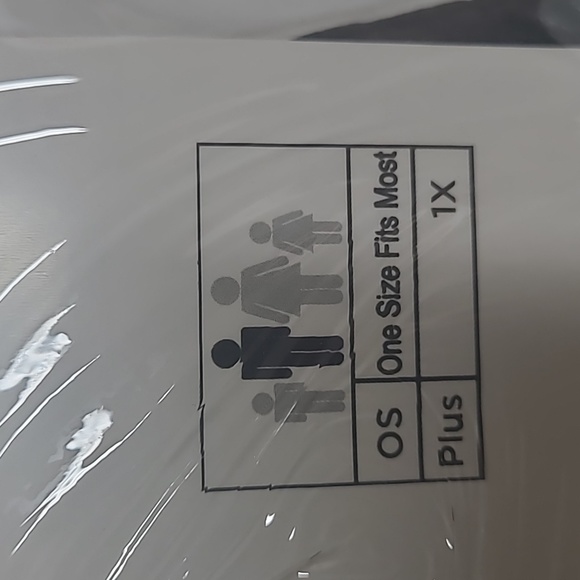 OS One Size Fits Most
Plus 1X